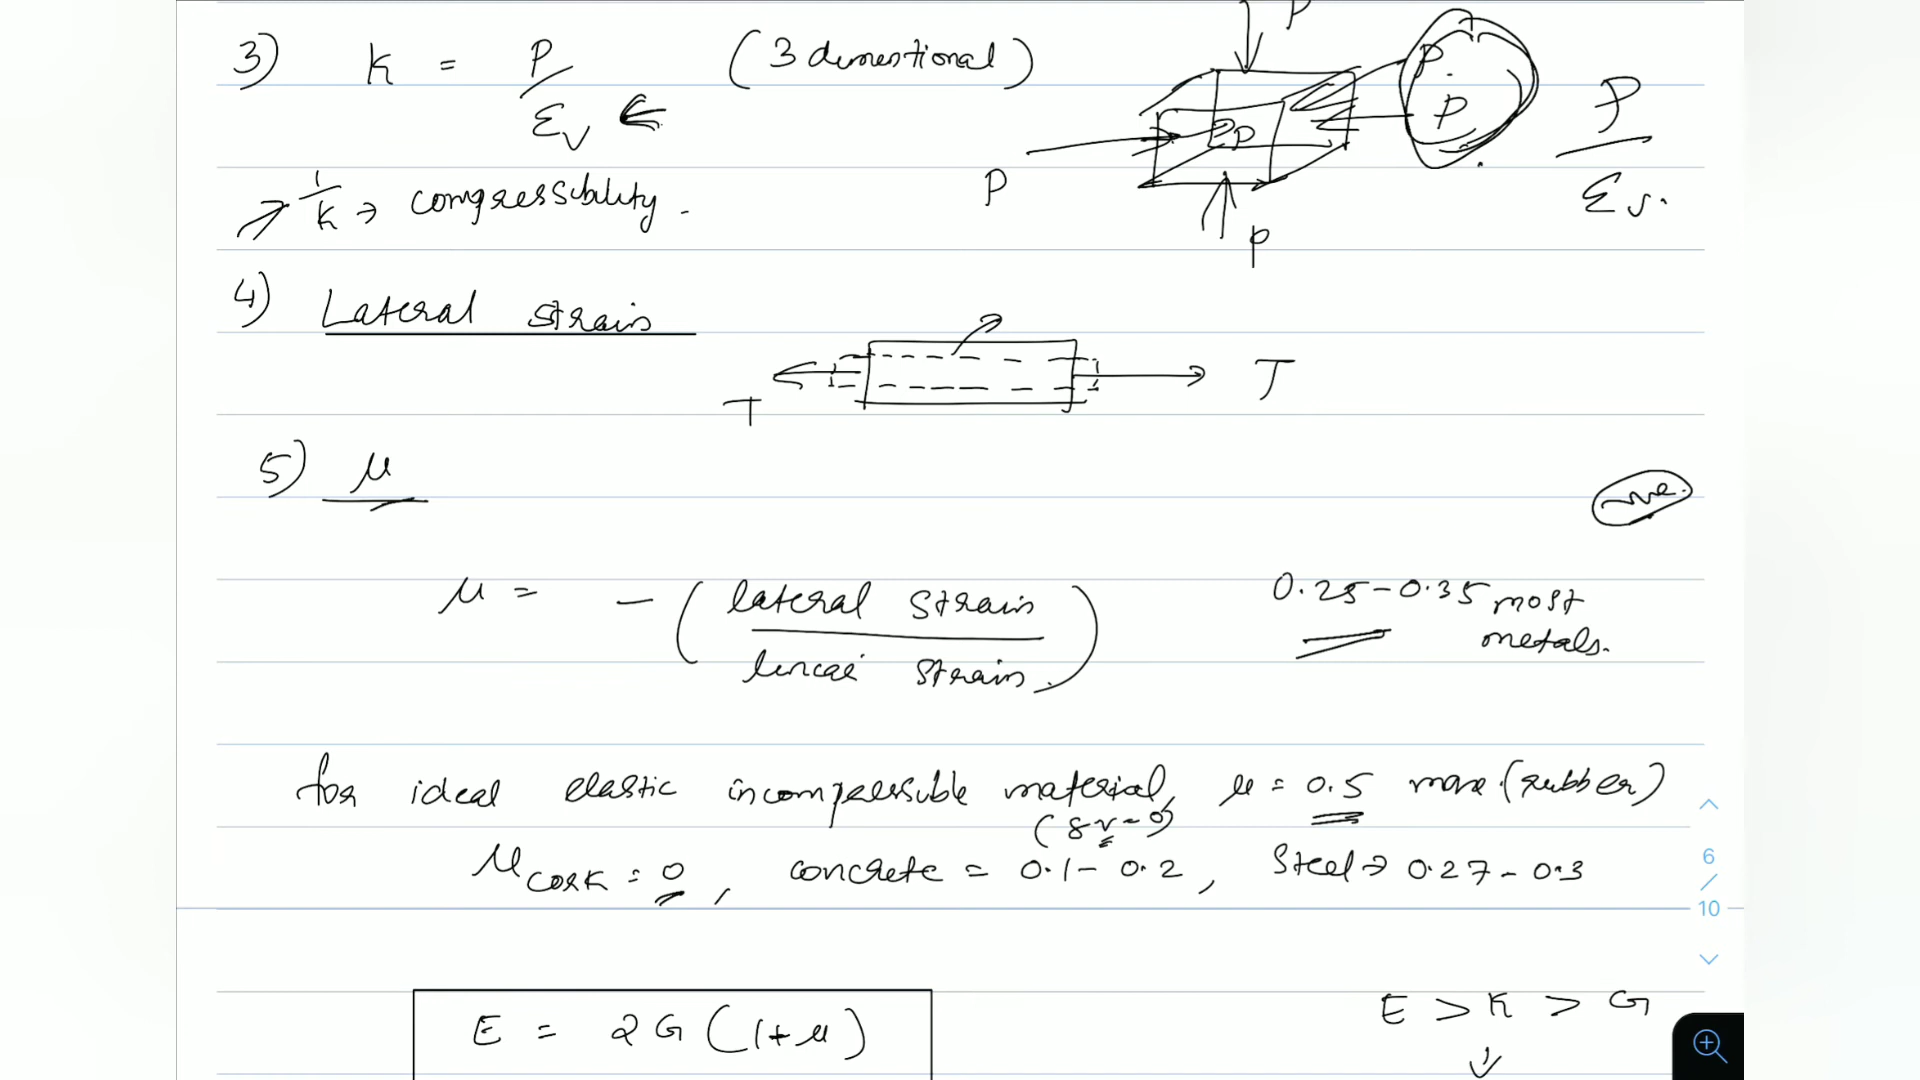 3) K = P / εv (3 dimentional)
P
P
P
P
P
P
P / εv.
→ 1/K → compressibility.
4) Lateral strain
T
T
5) μ
μ = - ( lateral strain / linear strain. )
0.25 - 0.35 most
metals.
for ideal elastic incompressible material, μ = 0.5 max (rubber)
(δv = 0)
μ cork = 0, concrete = 0.1 - 0.2, Steel → 0.27 - 0.3
6
/
10
E = 2G (1+μ)
E > K > G